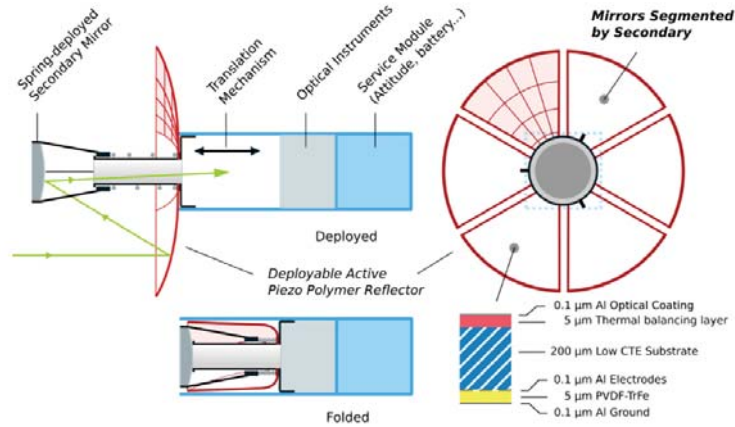 Spring-deployed
Secondary Mirror
Translation
Mechanism
Optical Instruments
Service Module
(Attitude, battery...)
Mirrors Segmented
by Secondary
Deployed
Deployable Active
Piezo Polymer Reflector
Folded
0.1 μm Al Optical Coating
5 μm Thermal balancing layer
200 μm Low CTE Substrate
0.1 μm Al Electrodes
5 μm PVDF-TrFe
0.1 μm Al Ground